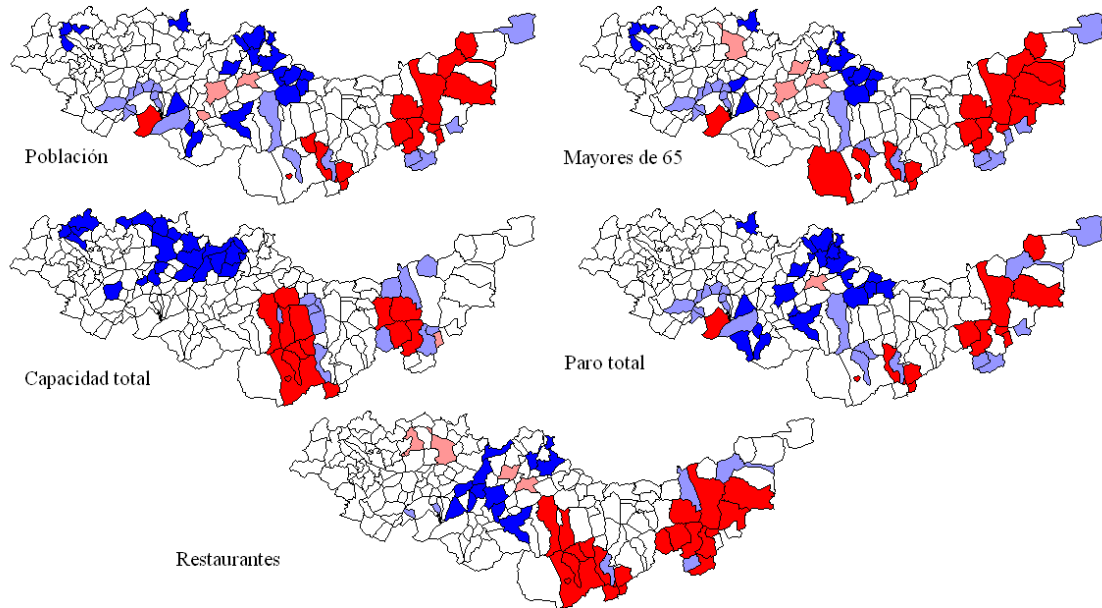 Población
Mayores de 65
Capacidad total
Paro total
Restaurantes